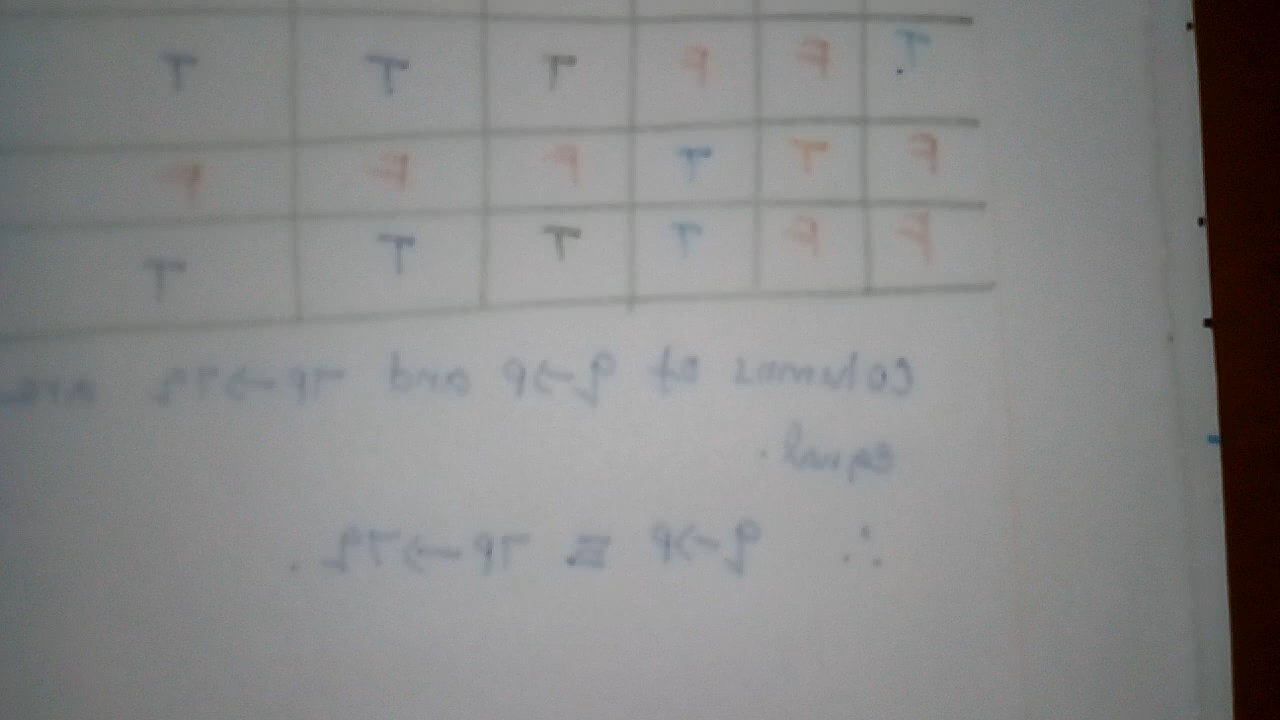 T F F T T T
F T T F F F
F F T T T T
Columns of q→p and ¬p→¬q are
equal.
∴ q→p ≡ ¬p→¬q.